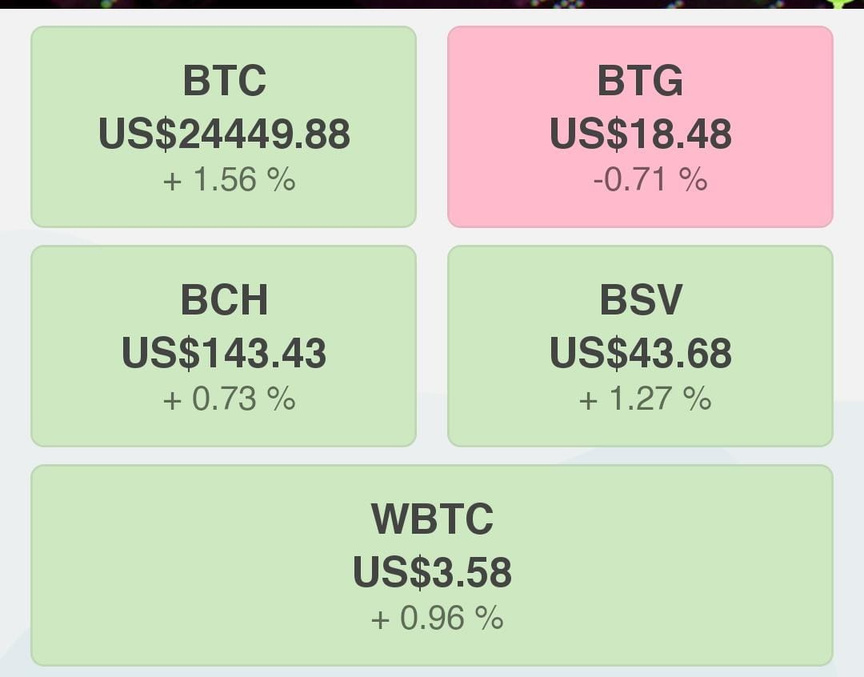 BTC
US$24449.88
+ 1.56 %
BTG
US$18.48
-0.71 %
BCH
US$143.43
+ 0.73 %
BSV
US$43.68
+ 1.27 %
WBTC
US$3.58
+ 0.96 %